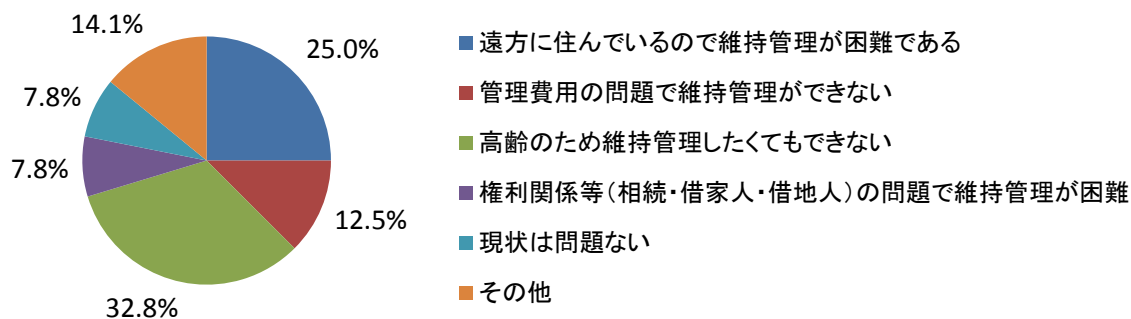 14.1%
25.0%
7.8%
7.8%
12.5%
32.8%
遠方に住んでいるので維持管理が困難である
管理費用の問題で維持管理ができない
高齢のため維持管理したくてもできない
権利関係等(相続・借家人・借地人)の問題で維持管理が困難
現状は問題ない
その他